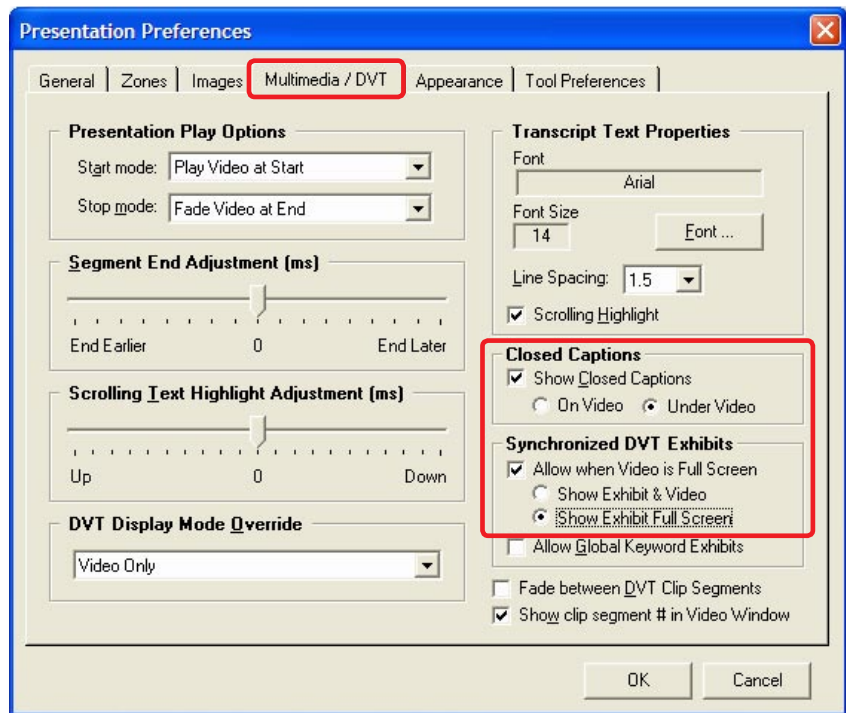 Presentation Preferences
General Zones Images Multimedia / DVT Appearance Tool Preferences
Presentation Play Options
Start mode: Play Video at Start
Stop mode: Fade Video at End
Segment End Adjustment (ms)
End Earlier 0 End Later
Scrolling Text Highlight Adjustment (ms)
Up 0 Down
DVT Display Mode Override
Video Only
Transcript Text Properties
Font
Arial
Font Size
14 Font ...
Line Spacing: 1.5
Scrolling Highlight
Closed Captions
Show Closed Captions
On Video Under Video
Synchronized DVT Exhibits
Allow when Video is Full Screen
Show Exhibit & Video
Show Exhibit Full Screen
Allow Global Keyword Exhibits
Fade between DVT Clip Segments
Show clip segment # in Video Window
OK Cancel